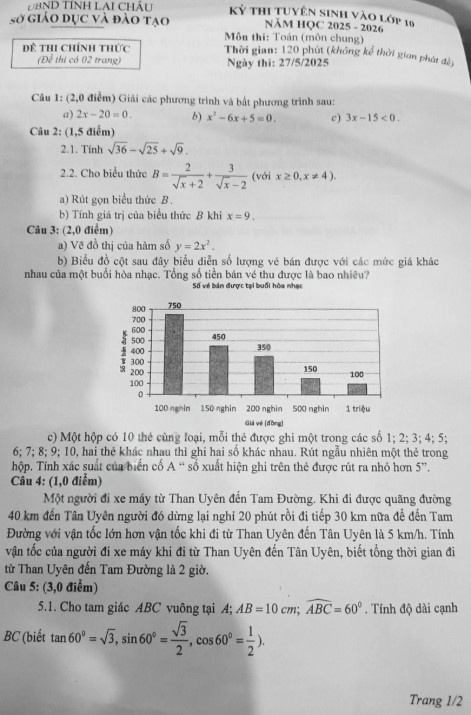 UBND TỈNH LAI CHÂU
SỞ GIÁO DỤC VÀ ĐÀO TẠO
ĐỀ THI CHÍNH THỨC
(Đề thi có 02 trang)
KỲ THI TUYỂN SINH VÀO LỚP 10
NĂM HỌC 2025 - 2026
Môn thi: Toán (môn chung)
Thời gian: 120 phút (không kể thời gian phát đề)
Ngày thi: 27/5/2025
Câu 1: (2,0 điểm) Giải các phương trình và bất phương trình sau:
a) 2x − 20 = 0. b) x² − 6x + 5 = 0. c) 3x − 15 < 0.
Câu 2: (1,5 điểm)
2.1. Tính √36 − √25 + √9.
2.2. Cho biểu thức B = 2/(√x + 2) + 3/(√x − 2) (với x ≥ 0, x ≠ 4).
a) Rút gọn biểu thức B.
b) Tính giá trị của biểu thức B khi x = 9.
Câu 3: (2,0 điểm)
a) Vẽ đồ thị của hàm số y = 2x².
b) Biểu đồ cột sau đây biểu diễn số lượng vé bán được với các mức giá khác
nhau của một buổi hòa nhạc. Tổng số tiền bán vé thu được là bao nhiêu?
Số vé bán được tại buổi hòa nhạc
Số vé bán được
800
700
600
500
400
300
200
100
0
750
450
350
150
100
100 nghìn 150 nghìn 200 nghìn 500 nghìn 1 triệu
Giá vé (đồng)
c) Một hộp có 10 thẻ cùng loại, mỗi thẻ được ghi một trong các số 1; 2; 3; 4; 5;
6; 7; 8; 9; 10, hai thẻ khác nhau thì ghi hai số khác nhau. Rút ngẫu nhiên một thẻ trong
hộp. Tính xác suất của biến cố A “ số xuất hiện ghi trên thẻ được rút ra nhỏ hơn 5”.
Câu 4: (1,0 điểm)
Một người đi xe máy từ Than Uyên đến Tam Đường. Khi đi được quãng đường
40 km đến Tân Uyên người đó dừng lại nghỉ 20 phút rồi đi tiếp 30 km nữa để đến Tam
Đường với vận tốc lớn hơn vận tốc khi đi từ Than Uyên đến Tân Uyên là 5 km/h. Tính
vận tốc của người đi xe máy khi đi từ Than Uyên đến Tân Uyên, biết tổng thời gian đi
từ Than Uyên đến Tam Đường là 2 giờ.
Câu 5: (3,0 điểm)
5.1. Cho tam giác ABC vuông tại A; AB = 10 cm; ∠ABC = 60⁰. Tính độ dài cạnh
BC (biết tan 60⁰ = √3, sin 60⁰ = √3/2, cos 60⁰ = 1/2).
Trang 1/2